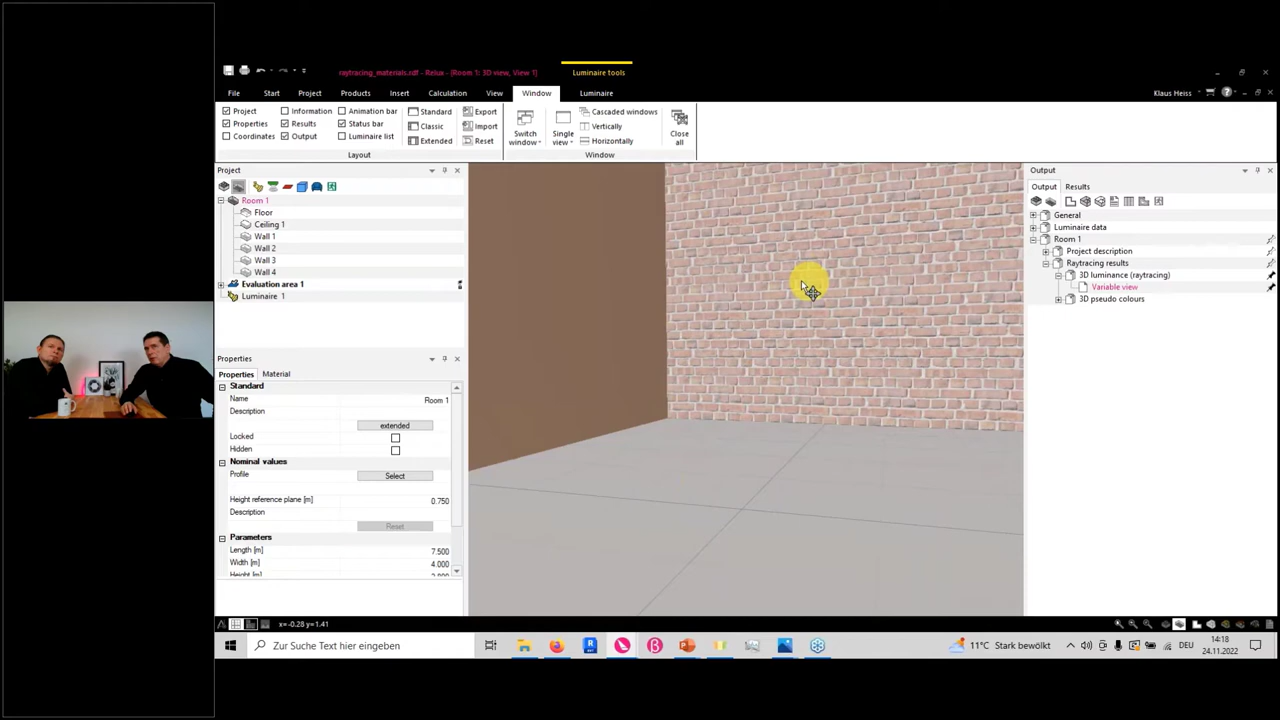 raytracing_materials.rdf - Relux - [Room 1: 3D view, View 1]
Luminaire tools
File Start Project Products Insert Calculation View Window Luminaire
Klaus Heiss
Project Information Animation bar Standard Export
Properties Results Status bar Classic Import
Coordinates Output Luminaire list Extended Reset
Layout
Switch window
Single view
Cascaded windows
Vertically
Horizontally
Close all
Window
Project
Room 1
Floor
Ceiling 1
Wall 1
Wall 2
Wall 3
Wall 4
Evaluation area 1
Luminaire 1
Properties
Properties Material
Standard
Name Room 1
Description
extended
Locked
Hidden
Nominal values
Profile Select
Height reference plane [m] 0.750
Description
Reset
Parameters
Length [m] 7.500
Width [m] 4.000
Height [m]
Output
Output Results
General
Luminaire data
Room 1
Project description
Raytracing results
3D luminance (raytracing)
Variable view
3D pseudo colours
x=-0.28 y=1.41
Zur Suche Text hier eingeben
11°C Stark bewölkt
DEU
14:18
24.11.2022